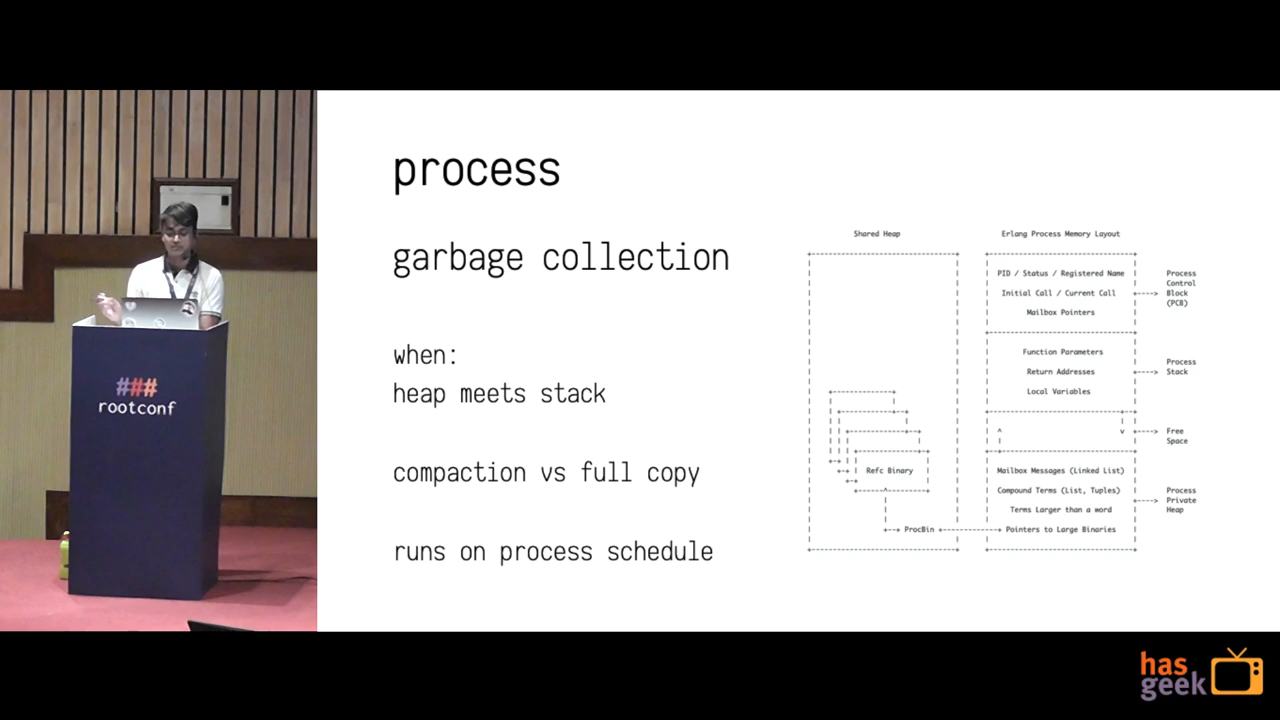 process
garbage collection
when:
heap meets stack
compaction vs full copy
runs on process schedule
Shared Heap
Refc Binary
ProcBin
Erlang Process Memory Layout
PID / Status / Registered Name
Initial Call / Current Call
Mailbox Pointers
Process
Control
Block
(PCB)
Function Parameters
Return Addresses
Local Variables
Process
Stack
Free
Space
Mailbox Messages (Linked List)
Compound Terms (List, Tuples)
Terms Larger than a word
Pointers to Large Binaries
Process
Private
Heap
###
rootconf
has
geek